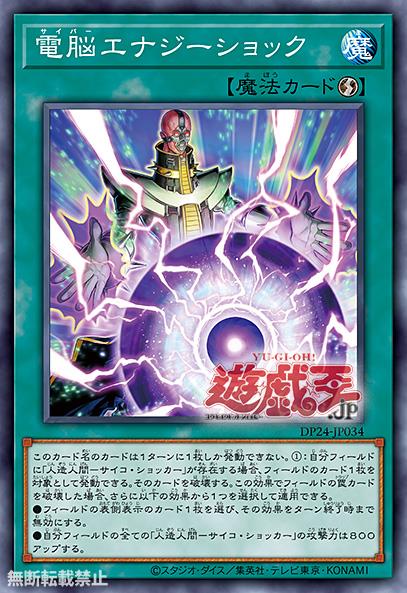 サイバー
電脳エナジーショック
魔
【魔法カード】
YU-GI-OH!
遊戯王.jp
DP24-JP034
このカード名のカードは1ターンに1枚しか発動できない。①：自分フィールド
に「人造人間－サイコ・ショッカー」が存在する場合、フィールドのカード1枚を
対象として発動できる。そのカードを破壊する。この効果でフィールドの罠カード
を破壊した場合、さらに以下の効果から1つを選択して適用できる。
●フィールドの表側表示のカード1枚を選び、その効果をターン終了時まで
無効にする。
●自分フィールドの全ての「人造人間－サイコ・ショッカー」の攻撃力は800
アップする。
無断転載禁止
©スタジオ・ダイス／集英社・テレビ東京・KONAMI